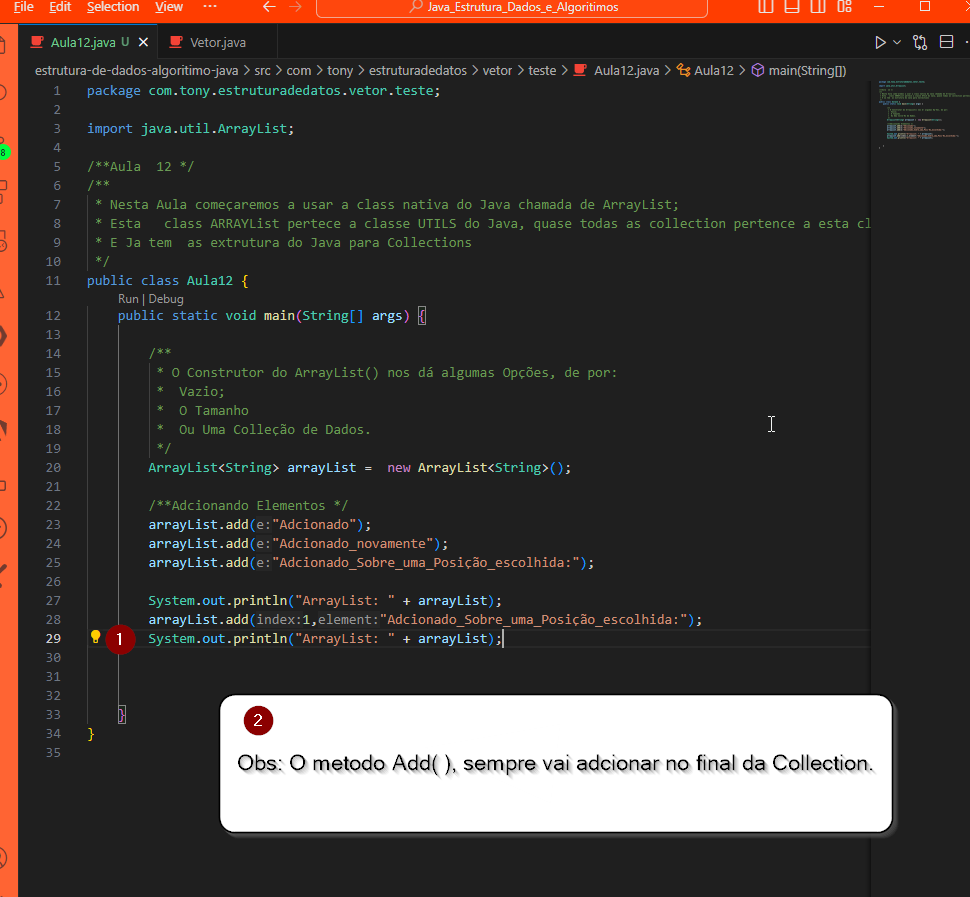 File Edit Selection View ··· ← → Java_Estrutura_Dados_e_Algoritimos
Aula12.java U × Vetor.java
estrutura-de-dados-algoritimo-java > src > com > tony > estruturadedatos > vetor > teste > Aula12.java > Aula12 > main(String[])
8
1 package com.tony.estruturadedatos.vetor.teste;
2
3 import java.util.ArrayList;
4
5 /**Aula  12 */
6 /**
7  * Nesta Aula começaremos a usar a class nativa do Java chamada de ArrayList;
8  * Esta   class ARRAYList pertece a classe UTILS do Java, quase todas as collection pertence a esta cl
9  * E Ja tem  as extrutura do Java para Collections
10  */
11 public class Aula12 {
Run | Debug
12     public static void main(String[] args) {
13
14         /**
15          * O Construtor do ArrayList() nos dá algumas Opções, de por:
16          *  Vazio;
17          *  O Tamanho
18          *  Ou Uma Colleção de Dados.
19          */
20         ArrayList<String> arrayList =  new ArrayList<String>();
21
22         /**Adcionando Elementos */
23         arrayList.add(e:"Adcionado");
24         arrayList.add(e:"Adcionado_novamente");
25         arrayList.add(e:"Adcionado_Sobre_uma_Posição_escolhida:");
26
27         System.out.println("ArrayList: " + arrayList);
28         arrayList.add(index:1,element:"Adcionado_Sobre_uma_Posição_escolhida:");
29 1 System.out.println("ArrayList: " + arrayList);
30
31
32
33     }
34 }
35
2
Obs: O metodo Add( ), sempre vai adcionar no final da Collection.